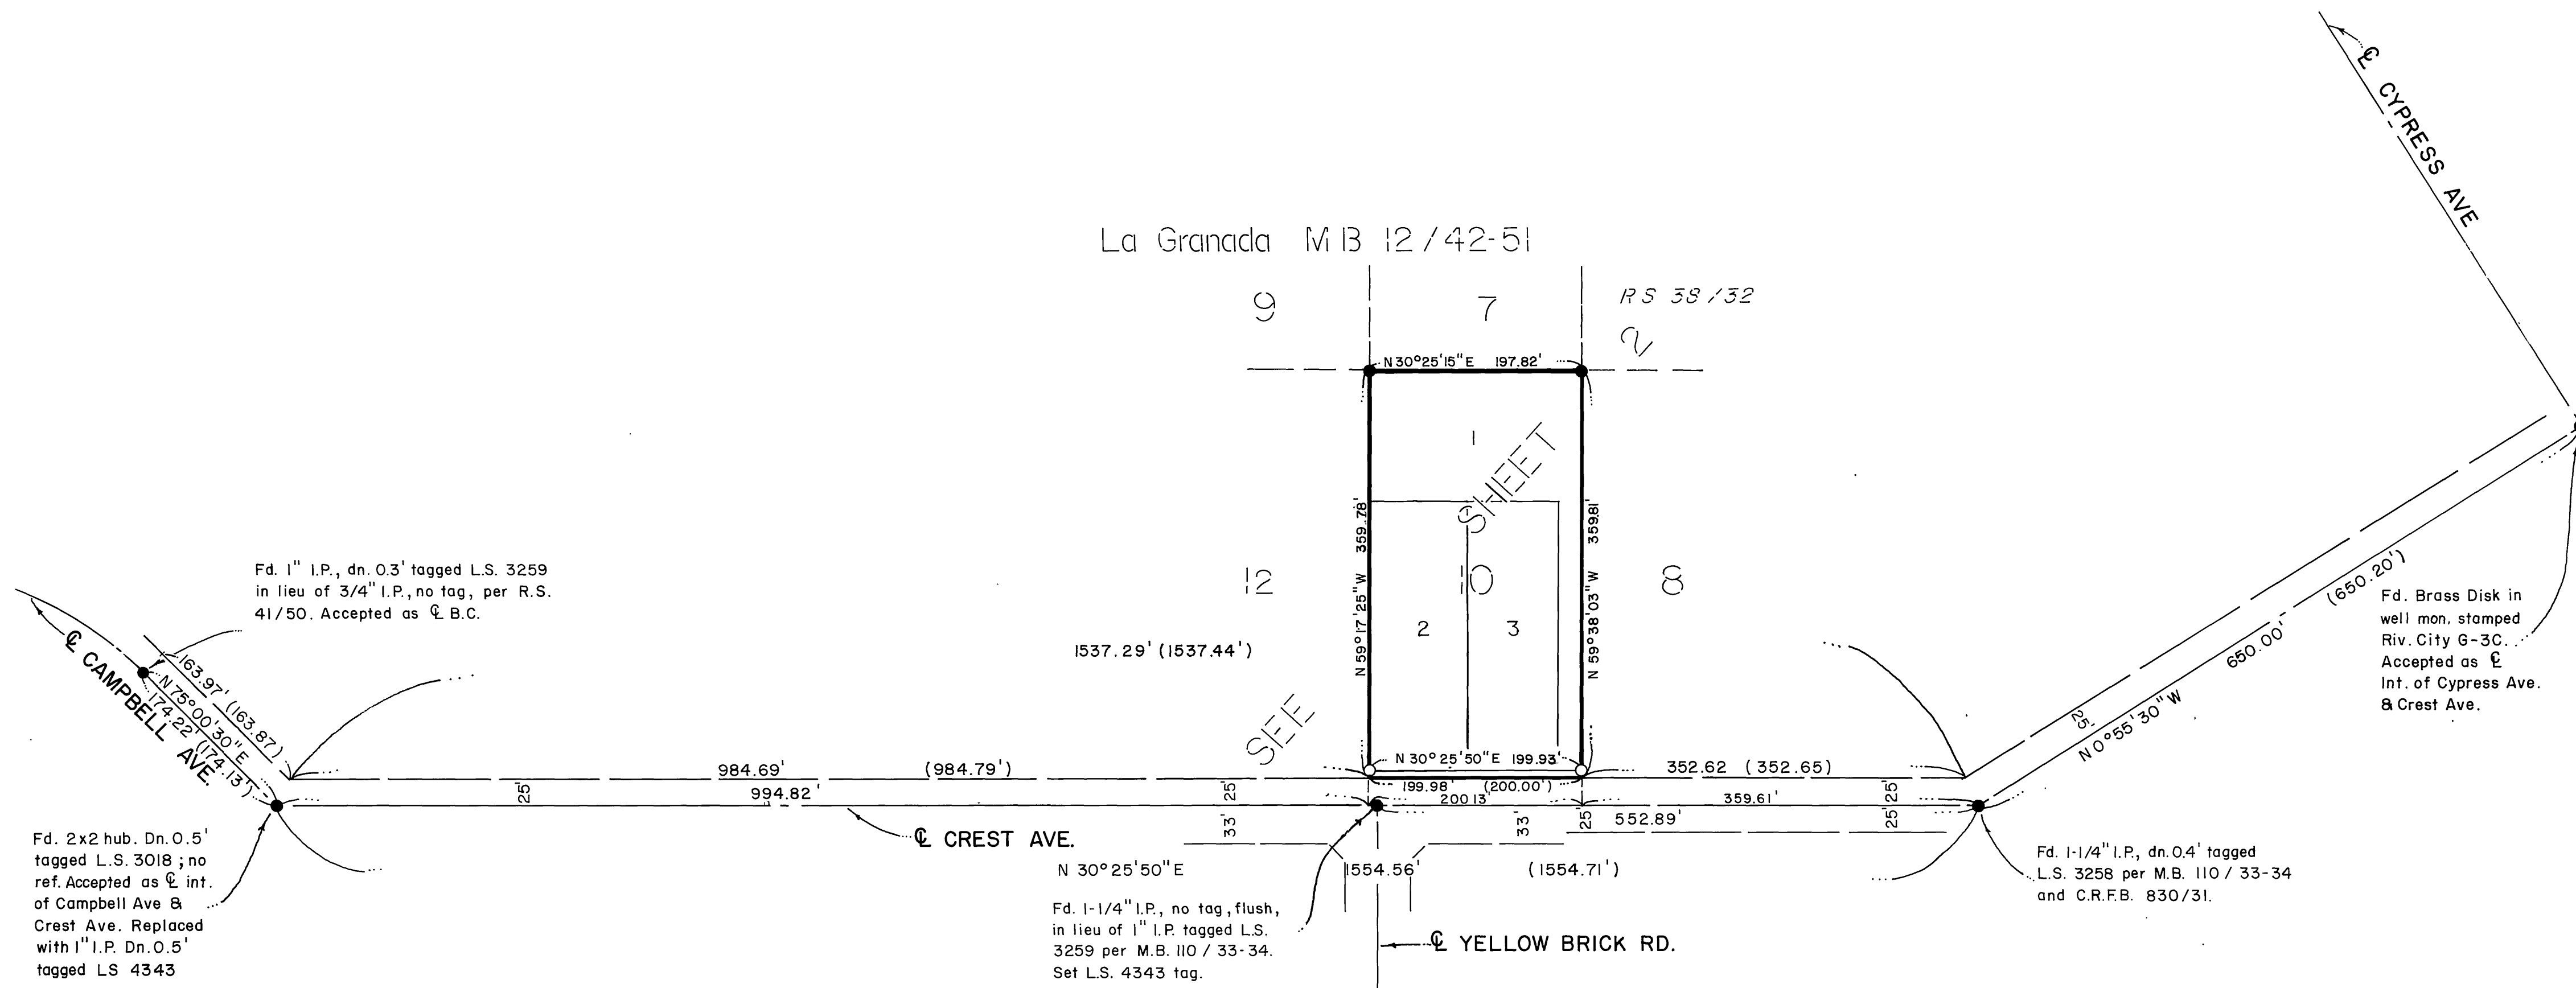 ℄ CYPRESS AVE
La Granada MB 12/42-51
9
7
RS 38/32
2
N 30°25'15" E 197.82'
1
SHEET
N 59°17'25" W 359.78'
N 59°38'03" W 359.81'
12
10
8
2
3
1537.29' (1537.44')
SEE
Fd. 1" I.P., dn. 0.3' tagged L.S. 3259
in lieu of 3/4" I.P., no tag, per R.S.
41/50. Accepted as ℄ B.C.
℄ CAMPBELL AVE.
163.97' (163.87')
N 75°00'30" E
174.22' (174.13')
(650.20')
650.00'
N 0°55'30" W
25'
Fd. Brass Disk in
well mon. stamped
Riv. City G-3C.
Accepted as ℄
Int. of Cypress Ave.
& Crest Ave.
N 30°25'50" E 199.93'
984.69' (984.79')
352.62 (352.65)
199.98 (200.00')
25'
994.82'
25'
200.13'
359.61'
25'
33'
33'
25'
552.89'
25'
℄ CREST AVE.
N 30°25'50" E 1554.56' (1554.71')
Fd. 2x2 hub. Dn. 0.5'
tagged L.S. 3018; no
ref. Accepted as ℄ int.
of Campbell Ave &
Crest Ave. Replaced
with 1" I.P. Dn. 0.5'
tagged LS 4343
Fd. 1-1/4" I.P., no tag, flush,
in lieu of 1" I.P. tagged L.S.
3259 per M.B. 110 / 33-34.
Set L.S. 4343 tag.
℄ YELLOW BRICK RD.
Fd. 1-1/4" I.P., dn. 0.4' tagged
L.S. 3258 per M.B. 110 / 33-34
and C.R.F.B. 830/31.